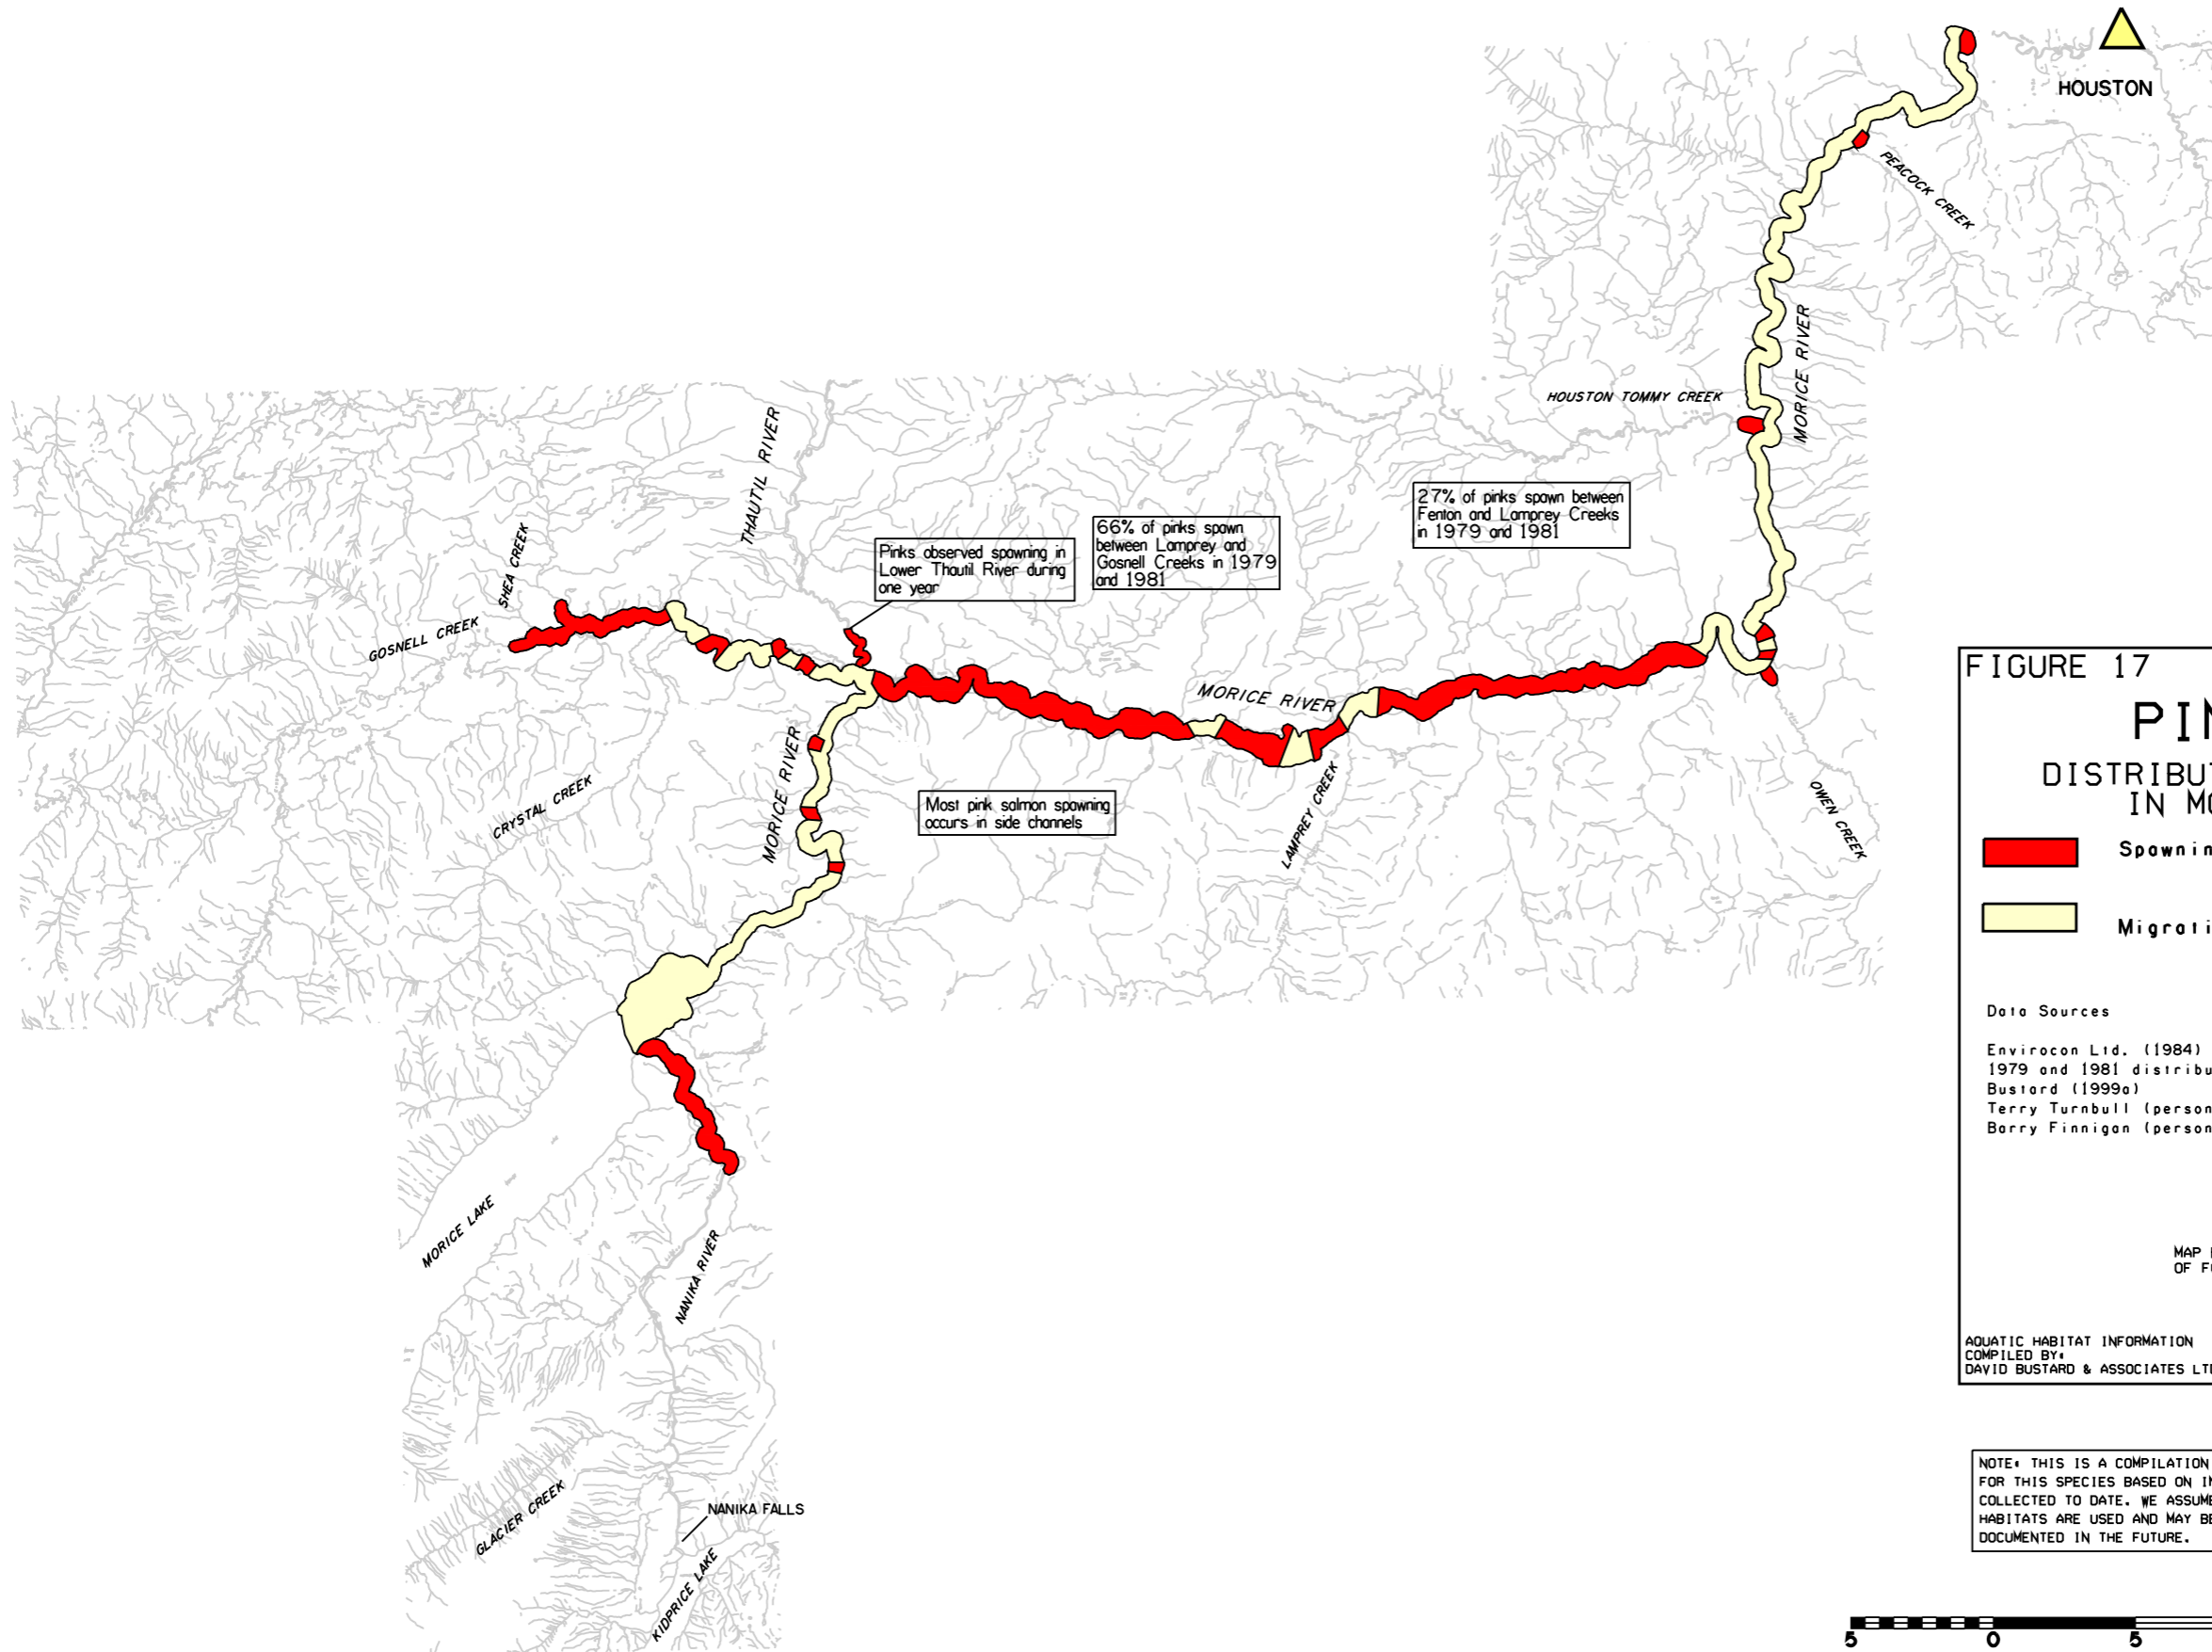 HOUSTON
PEACOCK CREEK
MORICE RIVER
HOUSTON TOMMY CREEK
THAUTIL RIVER
27% of pinks spawn between
Fenton and Lamprey Creeks
in 1979 and 1981
66% of pinks spawn
between Lamprey and
Gosnell Creeks in 1979
and 1981
Pinks observed spawning in
Lower Thautil River during
one year
SHEA CREEK
GOSNELL CREEK
MORICE RIVER
MORICE RIVER
CRYSTAL CREEK
Most pink salmon spawning
occurs in side channels
LAMPREY CREEK
OWEN CREEK
MORICE LAKE
NANIKA RIVER
GLACIER CREEK
NANIKA FALLS
KIDPRICE LAKE
FIGURE 17
PIN
DISTRIBUT
IN MO
Spawnin
Migrati
Data Sources
Envirocon Ltd. (1984)
1979 and 1981 distribu
Bustard (1999a)
Terry Turnbull (person
Barry Finnigan (person
MAP
OF F
AQUATIC HABITAT INFORMATION
COMPILED BY:
DAVID BUSTARD & ASSOCIATES LT
NOTE: THIS IS A COMPILATION
FOR THIS SPECIES BASED ON IN
COLLECTED TO DATE. WE ASSUME
HABITATS ARE USED AND MAY BE
DOCUMENTED IN THE FUTURE.
5 0 5